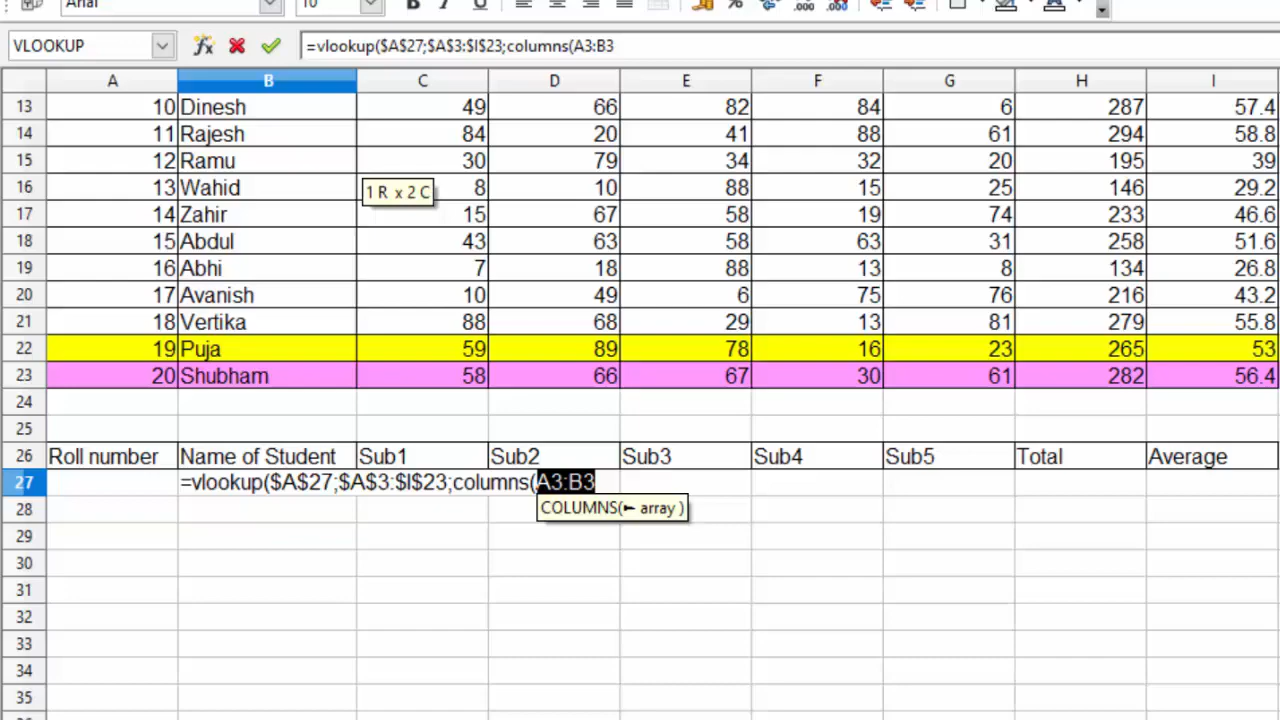 Arial 10 B I U % .000 .000
VLOOKUP =vlookup($A$27;$A$3:$I$23;columns(A3:B3
A B C D E F G H I
13 10 Dinesh 49 66 82 84 6 287 57.4
14 11 Rajesh 84 20 41 88 61 294 58.8
15 12 Ramu 30 79 34 32 20 195 39
16 13 Wahid 1 R x 2 C 8 10 88 15 25 146 29.2
17 14 Zahir 15 67 58 19 74 233 46.6
18 15 Abdul 43 63 58 63 31 258 51.6
19 16 Abhi 7 18 88 13 8 134 26.8
20 17 Avanish 10 49 6 75 76 216 43.2
21 18 Vertika 88 68 29 13 81 279 55.8
22 19 Puja 59 89 78 16 23 265 53
23 20 Shubham 58 66 67 30 61 282 56.4
24
25
26 Roll number Name of Student Sub1 Sub2 Sub3 Sub4 Sub5 Total Average
27 =vlookup($A$27;$A$3:$I$23;columns(A3:B3
28 COLUMNS( array )
29
30
31
32
33
34
35